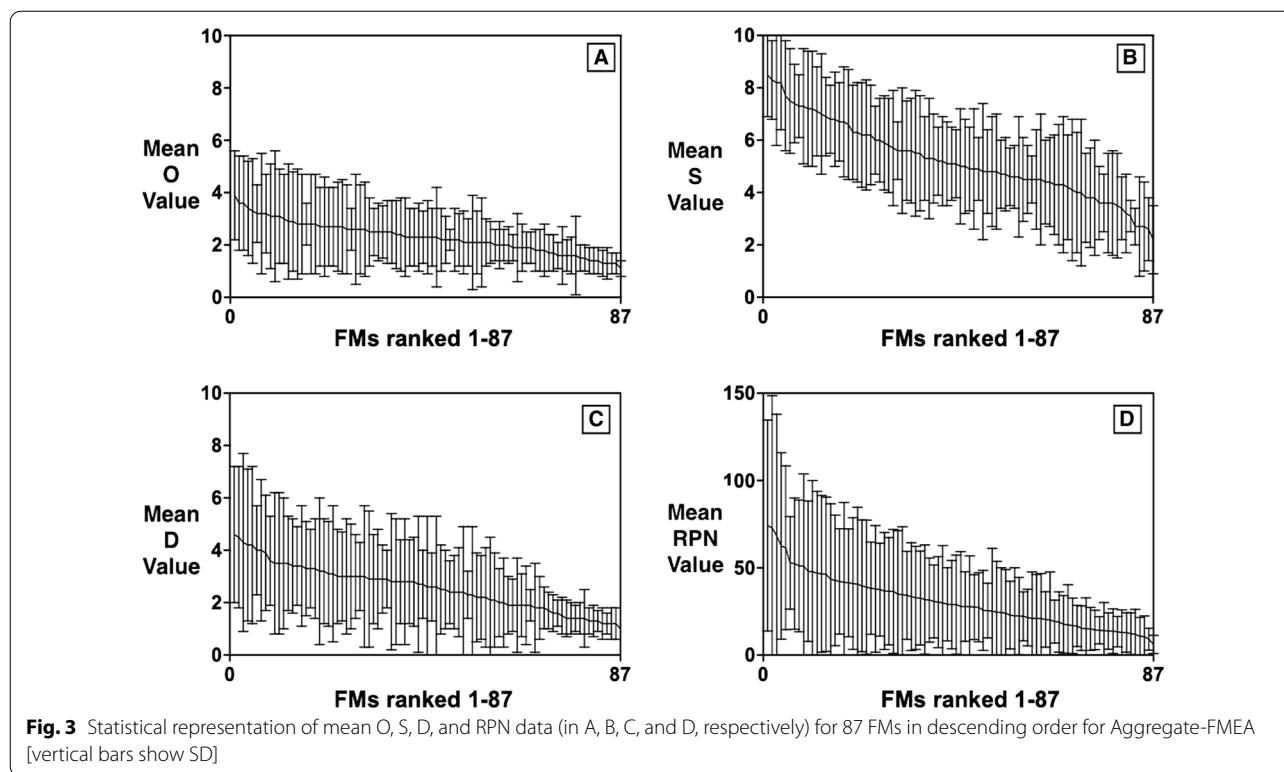 10
8
6
4
2
0
Mean
O
Value
A
0
87
FMs ranked 1-87
10
8
6
4
2
0
Mean
S
Value
B
0
87
FMs ranked 1-87
10
8
6
4
2
0
Mean
D
Value
C
0
87
FMs ranked 1-87
150
100
50
0
Mean
RPN
Value
D
0
87
FMs ranked 1-87
Fig. 3 Statistical representation of mean O, S, D, and RPN data (in A, B, C, and D, respectively) for 87 FMs in descending order for Aggregate-FMEA
[vertical bars show SD]